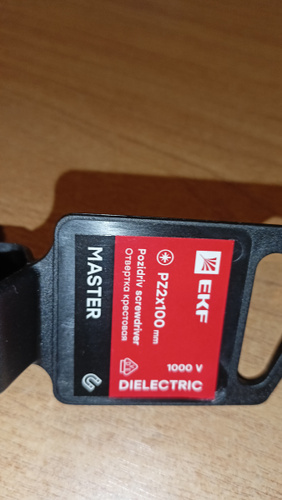 EKF
PZ2x100 mm
Pozidriv screwdriver
Отвертка крестовая
1000 V
DIELECTRIC
MASTER